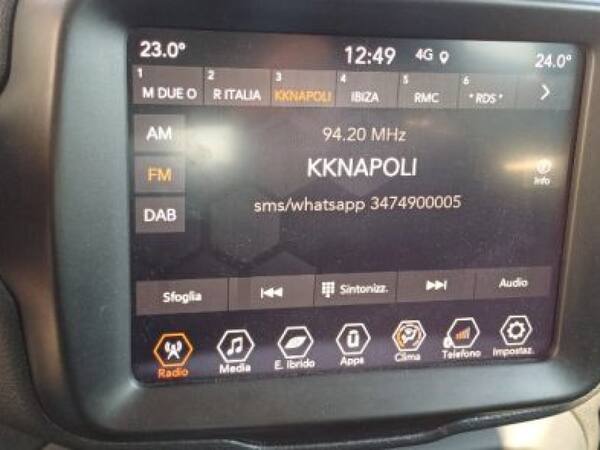 23.0° 12:49 4G 24.0°
1 2 3 4 5 6
M DUE O R ITALIA KKNAPOLI IBIZA RMC *RDS*
AM 94.20 MHz
KKNAPOLI
FM Info
sms/whatsapp 3474900005
DAB
Sfoglia Sintonizz. Audio
Radio Media E. Ibrido Apps Clima Telefono Impostaz.